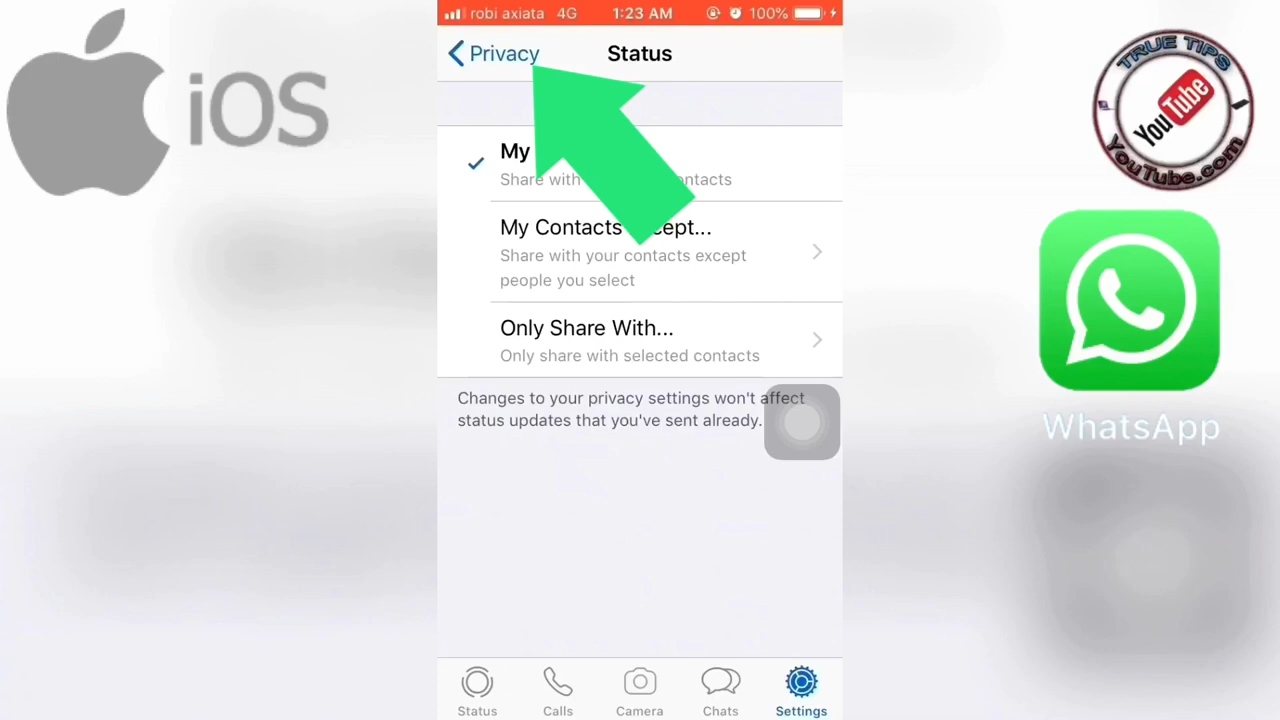 iOS
robi axiata 4G 1:23 AM 100%
Privacy
Status
My
Share with contacts
My Contacts
Share with your contacts except
people you select
Only Share With...
Only share with selected contacts
Changes to your privacy settings won't affect
status updates that you've sent already.
Status
Calls
Camera
Chats
Settings
TRUE TIPS
YouTube
YouTube.com
WhatsApp